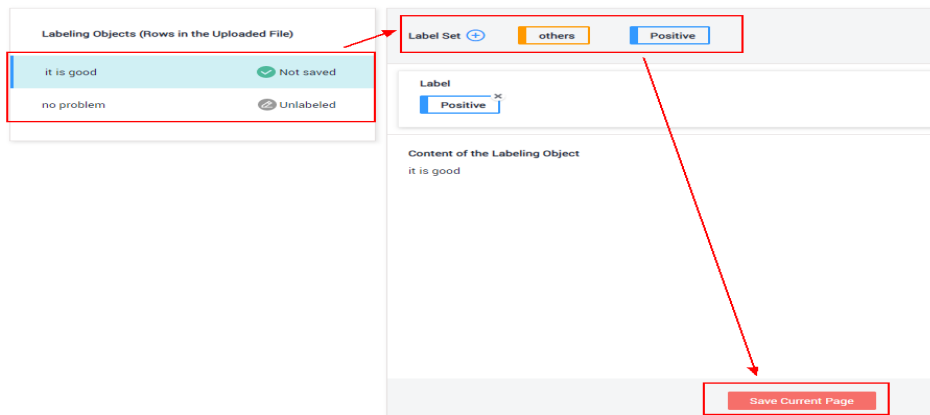 Labeling Objects (Rows in the Uploaded File)
it is good Not saved
no problem Unlabeled
Label Set others Positive
Label
Positive
Content of the Labeling Object
it is good
Save Current Page